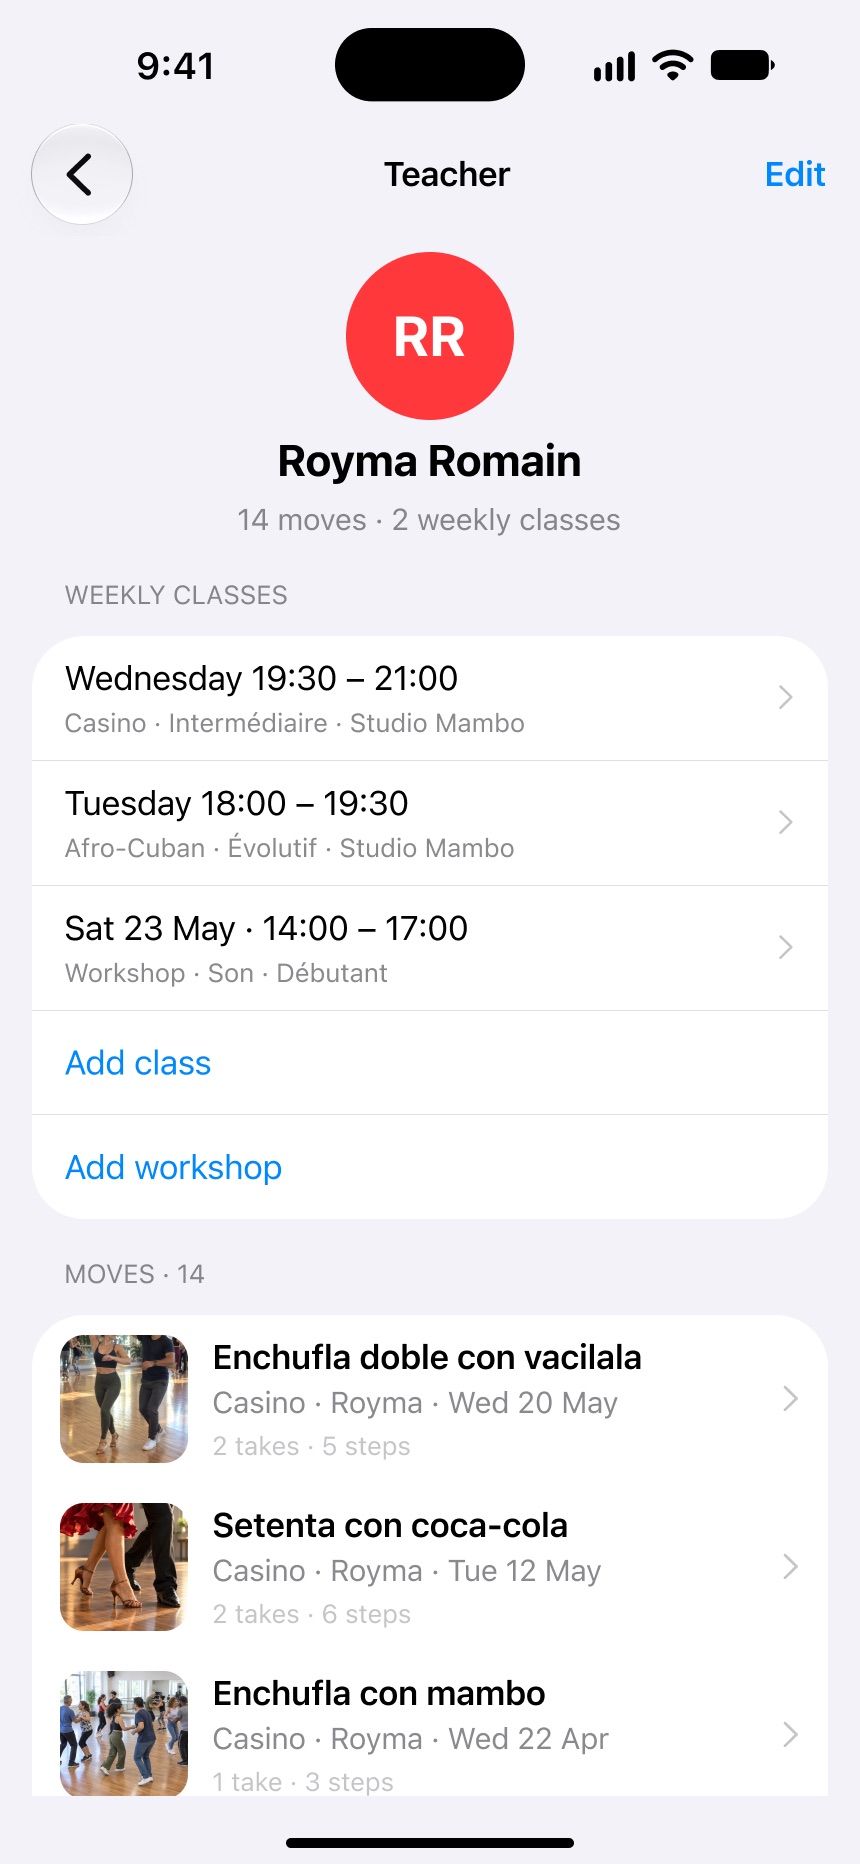 9:41
Teacher
Edit
RR
Royma Romain
14 moves · 2 weekly classes
WEEKLY CLASSES
Wednesday 19:30 – 21:00
Casino · Intermédiaire · Studio Mambo
Tuesday 18:00 – 19:30
Afro-Cuban · Évolutif · Studio Mambo
Sat 23 May · 14:00 – 17:00
Workshop · Son · Débutant
Add class
Add workshop
MOVES · 14
Enchufla doble con vacilala
Casino · Royma · Wed 20 May
2 takes · 5 steps
Setenta con coca-cola
Casino · Royma · Tue 12 May
2 takes · 6 steps
Enchufla con mambo
Casino · Royma · Wed 22 Apr
1 take · 3 steps